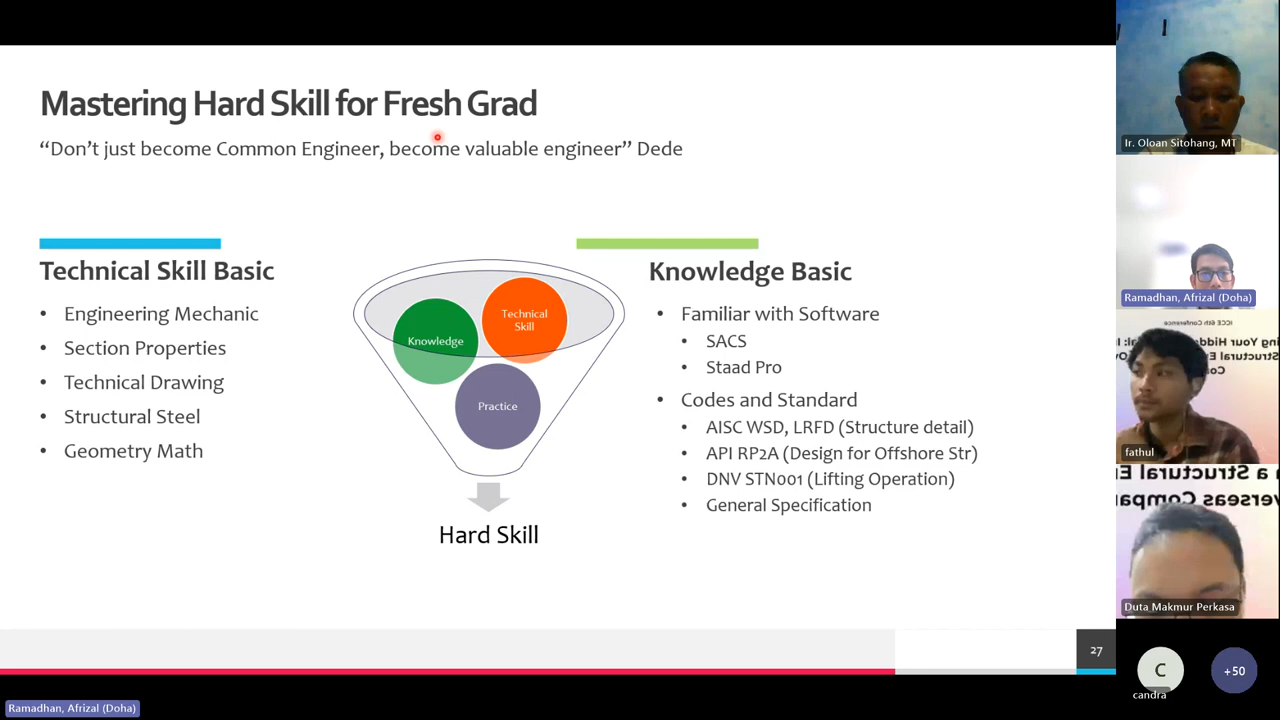 Mastering Hard Skill for Fresh Grad
“Don’t just become Common Engineer, become valuable engineer” Dede
Technical Skill Basic
• Engineering Mechanic
• Section Properties
• Technical Drawing
• Structural Steel
• Geometry Math
Knowledge
Technical
Skill
Practice
Hard Skill
Knowledge Basic
• Familiar with Software
• SACS
• Staad Pro
• Codes and Standard
• AISC WSD, LRFD (Structure detail)
• API RP2A (Design for Offshore Str)
• DNV STN001 (Lifting Operation)
• General Specification
27
Ramadhan, Afrizal (Doha)
Ir. Oloan Sitohang, MT
Ramadhan, Afrizal (Doha)
ICCE 6th Conference
fathul
Duta Makmur Perkasa
C
candra
+50